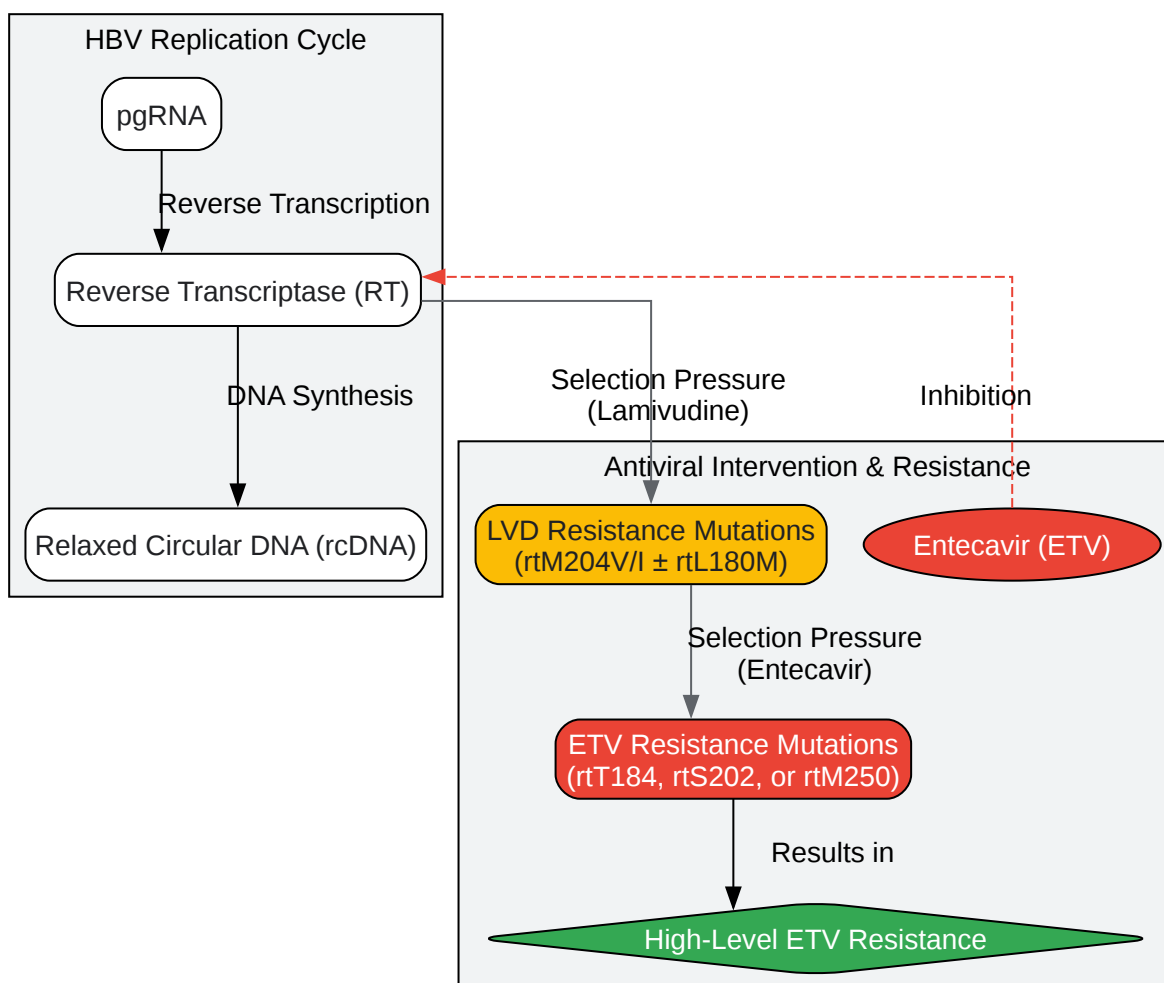 HBV Replication Cycle
pgRNA
Reverse Transcription
Reverse Transcriptase (RT)
DNA Synthesis
Relaxed Circular DNA (rcDNA)
Selection Pressure
(Lamivudine)
Inhibition
Antiviral Intervention & Resistance
LVD Resistance Mutations
(rtM204V/I ± rtL180M)
Entecavir (ETV)
Selection Pressure
(Entecavir)
ETV Resistance Mutations
(rtT184, rtS202, or rtM250)
Results in
High-Level ETV Resistance